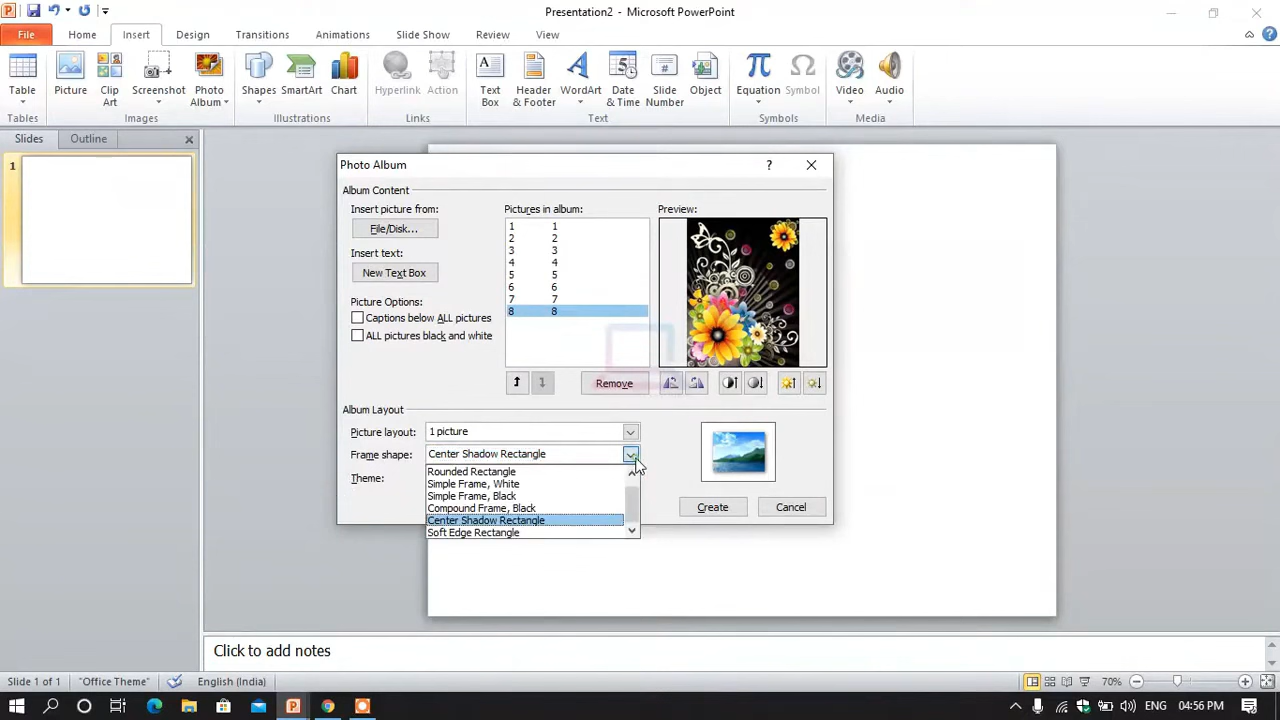 Presentation2 - Microsoft PowerPoint
File Home Insert Design Transitions Animations Slide Show Review View
Table Picture Clip Art Screenshot Photo Album Shapes SmartArt Chart Hyperlink Action Text Box Header & Footer WordArt Date & Time Slide Number Object Equation Symbol Video Audio
Tables Images Illustrations Links Text Symbols Media
Slides Outline
1
Photo Album
Album Content
Insert picture from:
File/Disk...
Insert text:
New Text Box
Picture Options:
Captions below ALL pictures
ALL pictures black and white
Pictures in album:
1 1
2 2
3 3
4 4
5 5
6 6
7 7
8 8
Remove
Preview:
Album Layout
Picture layout: 1 picture
Frame shape: Center Shadow Rectangle
Theme:
Rounded Rectangle
Simple Frame, White
Simple Frame, Black
Compound Frame, Black
Center Shadow Rectangle
Soft Edge Rectangle
Create Cancel
Click to add notes
Slide 1 of 1 "Office Theme" English (India) 70%
ENG 04:56 PM